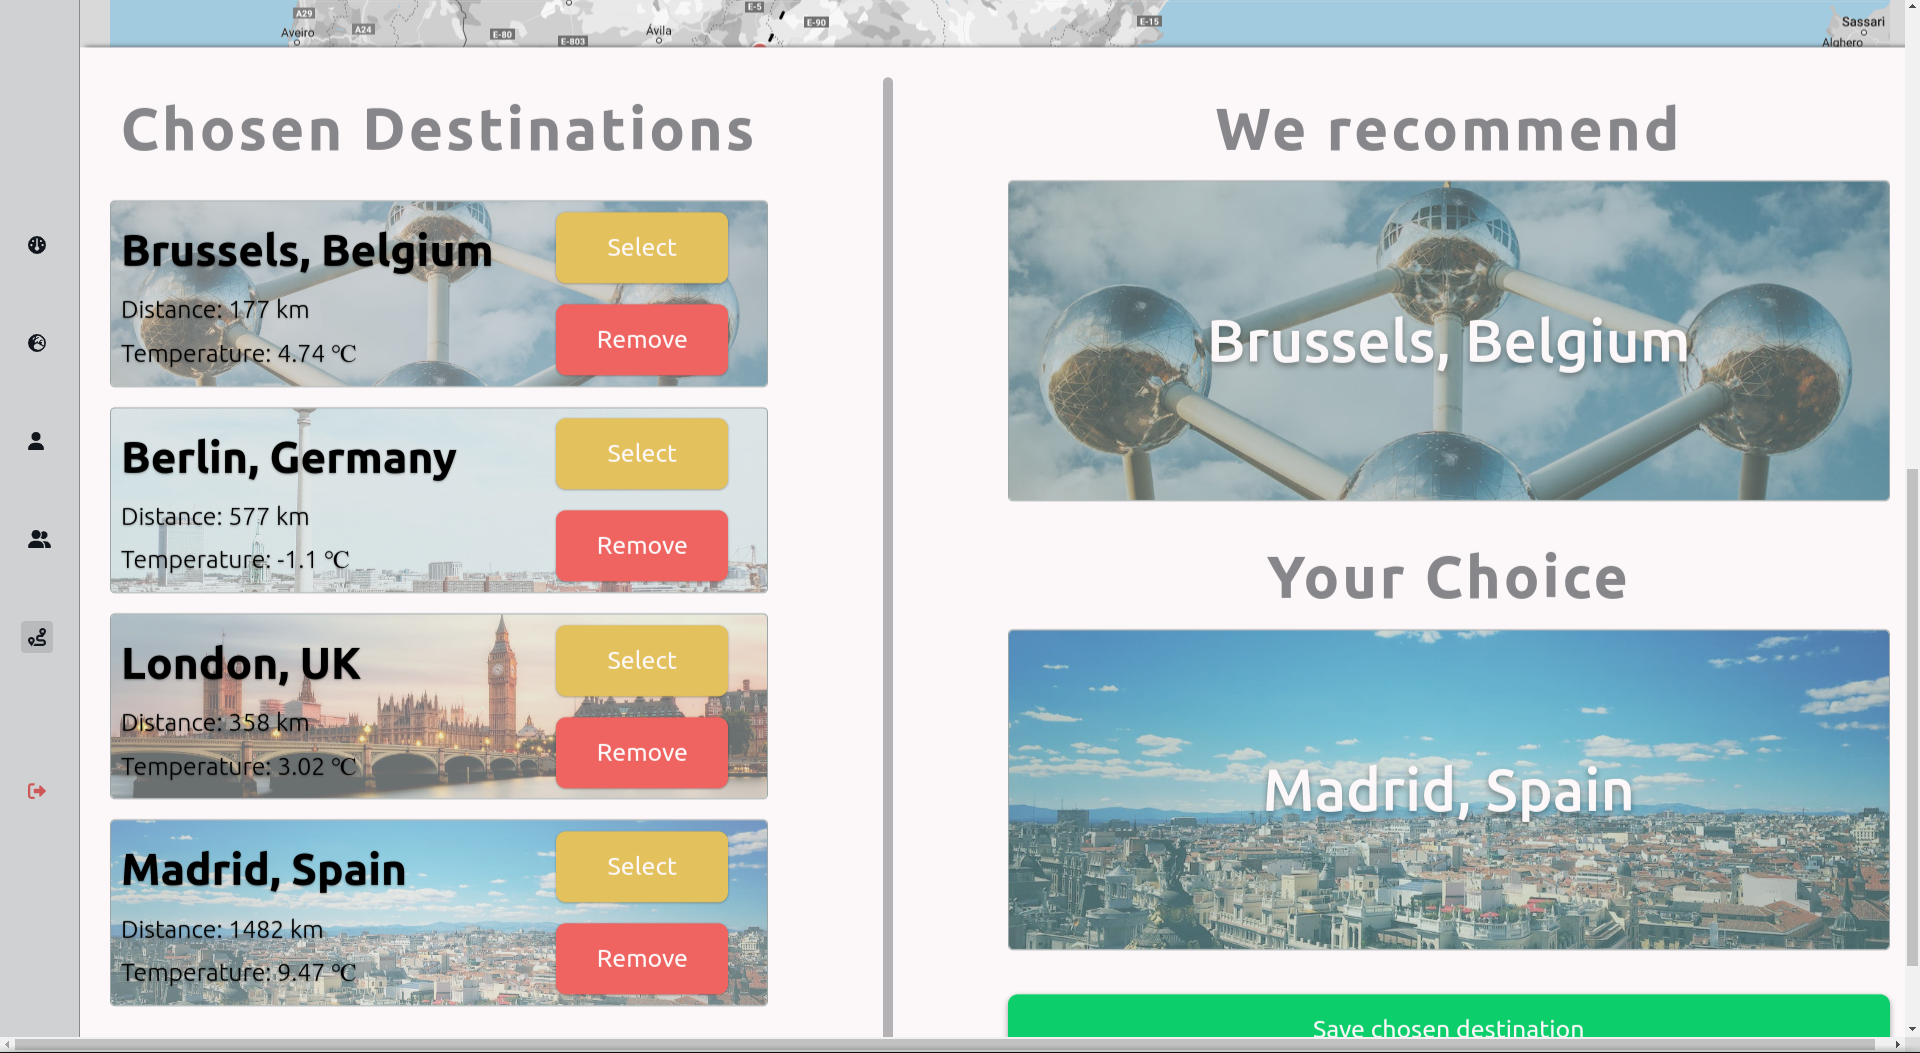 A29
Aveiro
A24
E-80
E-803
Ávila
E-5
E-90
E-15
Sassari
Alghero
Chosen Destinations
Brussels, Belgium
Distance: 177 km
Temperature: 4.74 ℃
Select
Remove
Berlin, Germany
Distance: 577 km
Temperature: -1.1 ℃
Select
Remove
London, UK
Distance: 358 km
Temperature: 3.02 ℃
Select
Remove
Madrid, Spain
Distance: 1482 km
Temperature: 9.47 ℃
Select
Remove
We recommend
Brussels, Belgium
Your Choice
Madrid, Spain
Save chosen destination